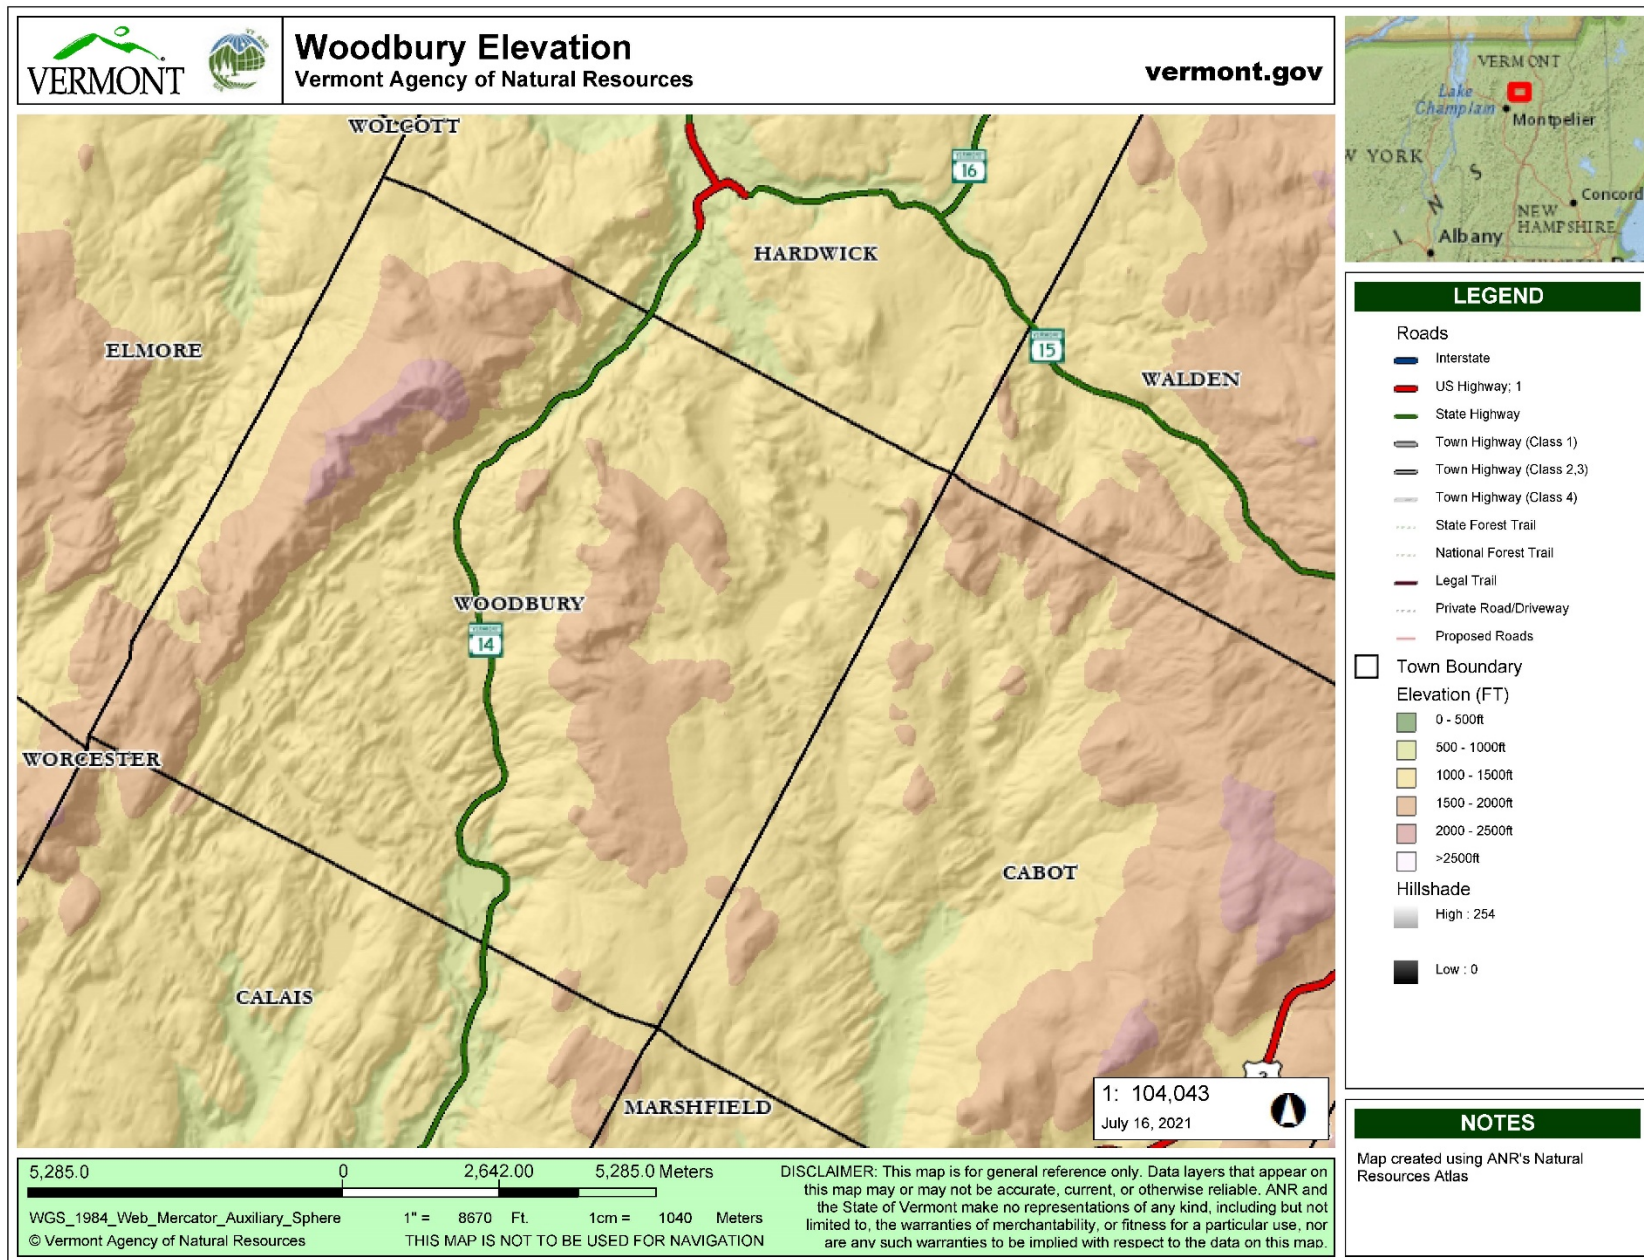 VERMONT
VT ANR
GIS
Woodbury Elevation
Vermont Agency of Natural Resources
vermont.gov
WOLCOTT
VERMONT
16
HARDWICK
ELMORE
VERMONT
15
WALDEN
WOODBURY
VERMONT
14
WORCESTER
CABOT
CALAIS
MARSHFIELD
2
1: 104,043
July 16, 2021
VERMONT
Lake
Champlain
Montpelier
W YORK
S
N
I
Concord
NEW
HAMPSHIRE
Albany
LEGEND
Roads
Interstate
US Highway; 1
State Highway
Town Highway (Class 1)
Town Highway (Class 2,3)
Town Highway (Class 4)
State Forest Trail
National Forest Trail
Legal Trail
Private Road/Driveway
Proposed Roads
Town Boundary
Elevation (FT)
0 - 500ft
500 - 1000ft
1000 - 1500ft
1500 - 2000ft
2000 - 2500ft
>2500ft
Hillshade
High : 254
Low : 0
NOTES
Map created using ANR's Natural
Resources Atlas
5,285.0 0 2,642.00 5,285.0 Meters
WGS_1984_Web_Mercator_Auxiliary_Sphere 1" = 8670 Ft. 1cm = 1040 Meters
© Vermont Agency of Natural Resources THIS MAP IS NOT TO BE USED FOR NAVIGATION
DISCLAIMER: This map is for general reference only. Data layers that appear on
this map may or may not be accurate, current, or otherwise reliable. ANR and
the State of Vermont make no representations of any kind, including but not
limited to, the warranties of merchantability, or fitness for a particular use, nor
are any such warranties to be implied with respect to the data on this map.